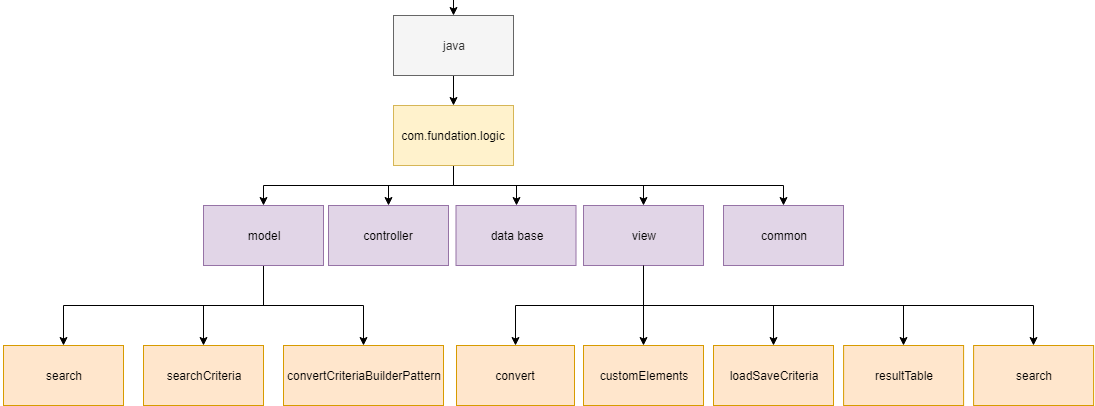 java
com.fundation.logic
model
controller
data base
view
common
search
searchCriteria
convertCriteriaBuilderPattern
convert
customElements
loadSaveCriteria
resultTable
search